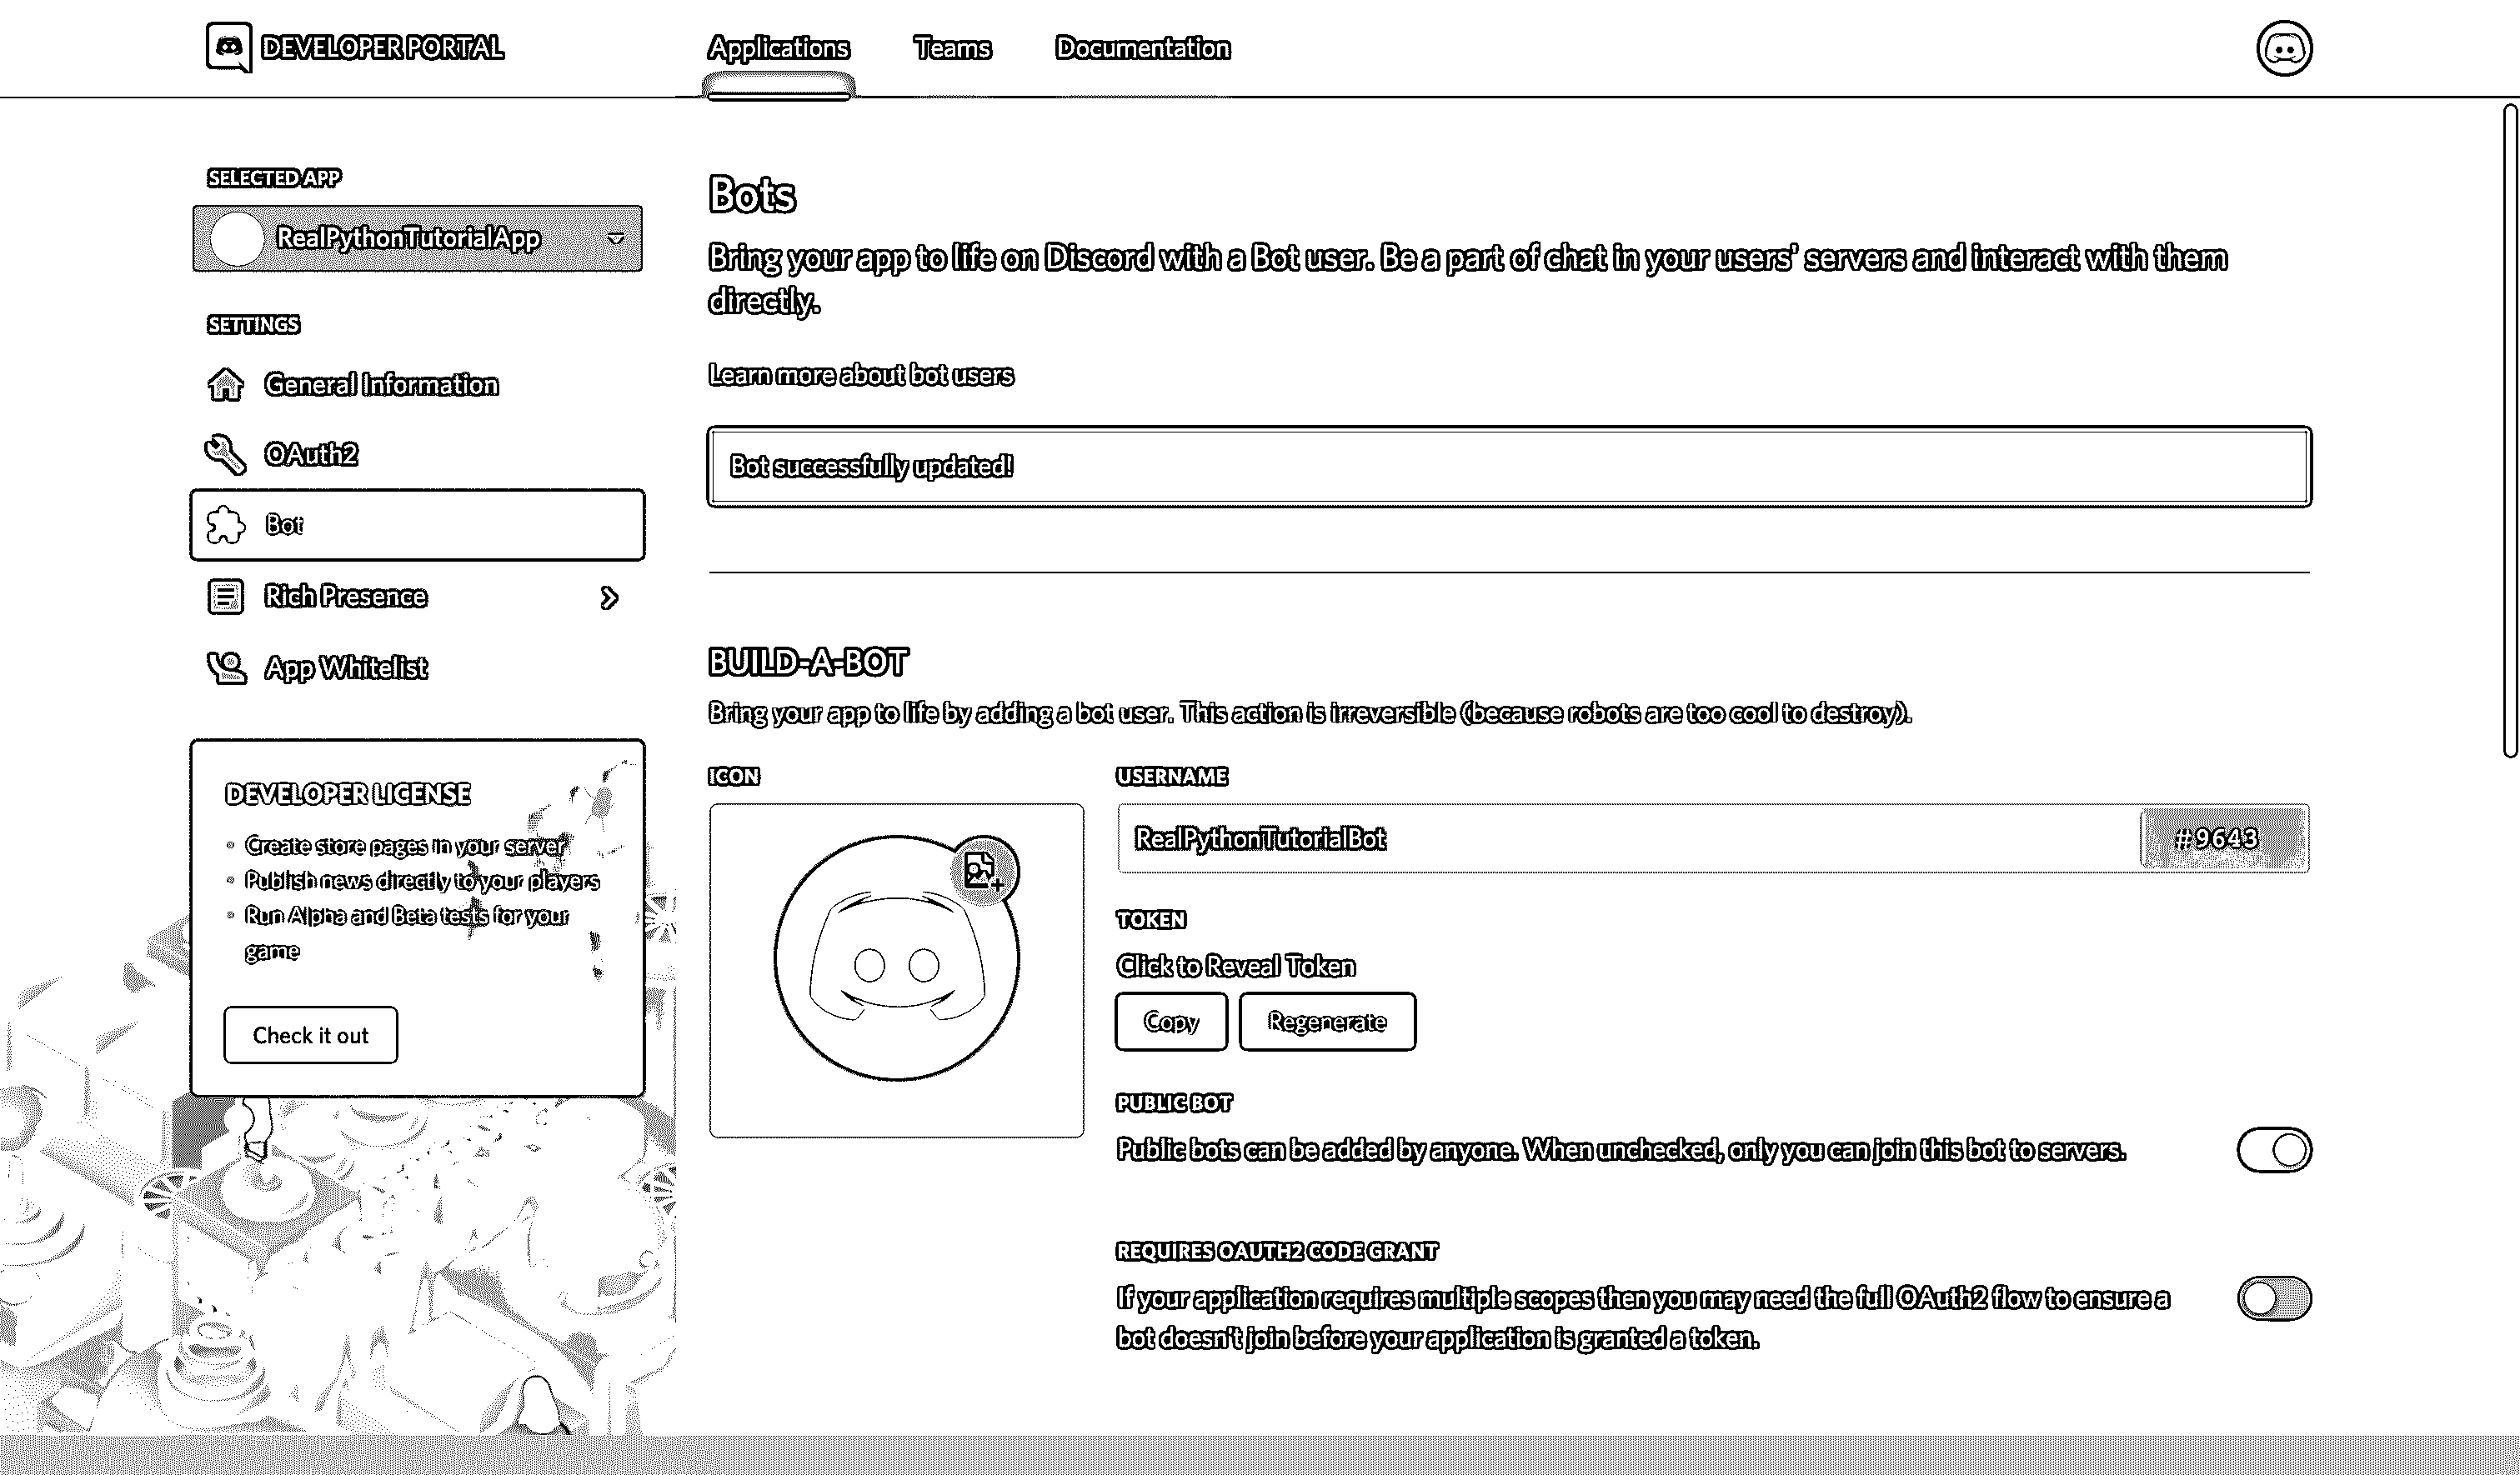 DEVELOPER PORTAL
Applications
Teams
Documentation
SELECTED APP
RealPythonTutorialApp
SETTINGS
General Information
OAuth2
Bot
Rich Presence
App Whitelist
DEVELOPER LICENSE
Create store pages in your server
Publish news directly to your players
Run Alpha and Beta tests for your
game
Check it out
Bots
Bring your app to life on Discord with a Bot user. Be a part of chat in your users' servers and interact with them
directly.
Learn more about bot users
Bot successfully updated!
BUILD-A-BOT
Bring your app to life by adding a bot user. This action is irreversible (because robots are too cool to destroy).
ICON
USERNAME
RealPythonTutorialBot
#9643
TOKEN
Click to Reveal Token
Copy
Regenerate
PUBLIC BOT
Public bots can be added by anyone. When unchecked, only you can join this bot to servers.
REQUIRES OAUTH2 CODE GRANT
If your application requires multiple scopes then you may need the full OAuth2 flow to ensure a
bot doesn't join before your application is granted a token.